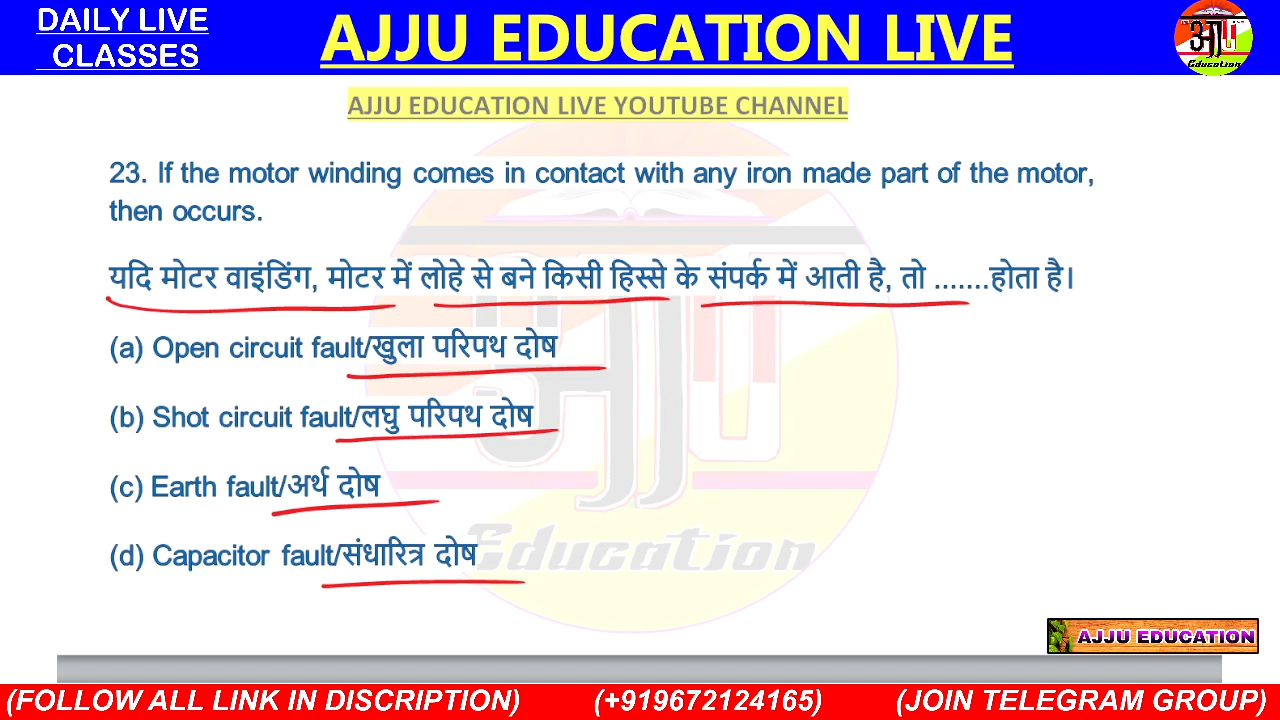 DAILY LIVE
CLASSES
AJJU EDUCATION LIVE
Education
AJJU EDUCATION LIVE YOUTUBE CHANNEL
23. If the motor winding comes in contact with any iron made part of the motor,
then occurs.
यदि मोटर वाइंडिंग, मोटर में लोहे से बने किसी हिस्से के संपर्क में आती है, तो .......होता है।
(a) Open circuit fault/खुला परिपथ दोष
(b) Shot circuit fault/लघु परिपथ दोष
(c) Earth fault/अर्थ दोष
(d) Capacitor fault/संधारित्र दोष
Education
AJJU EDUCATION
(FOLLOW ALL LINK IN DISCRIPTION)
(+919672124165)
(JOIN TELEGRAM GROUP)